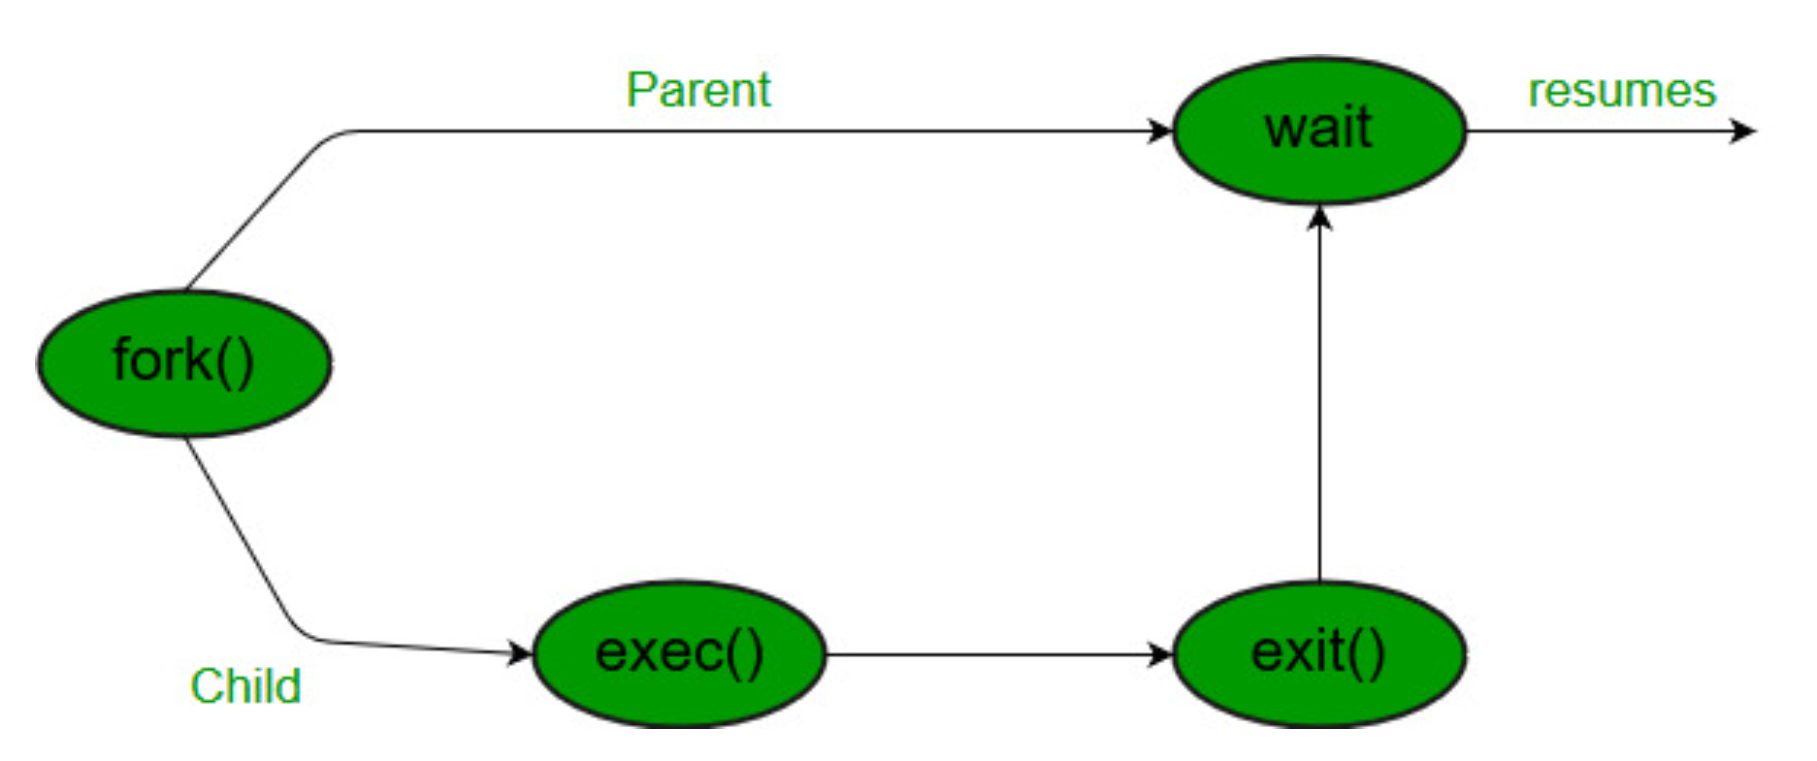 Parent
wait
resumes
fork()
Child
exec()
exit()